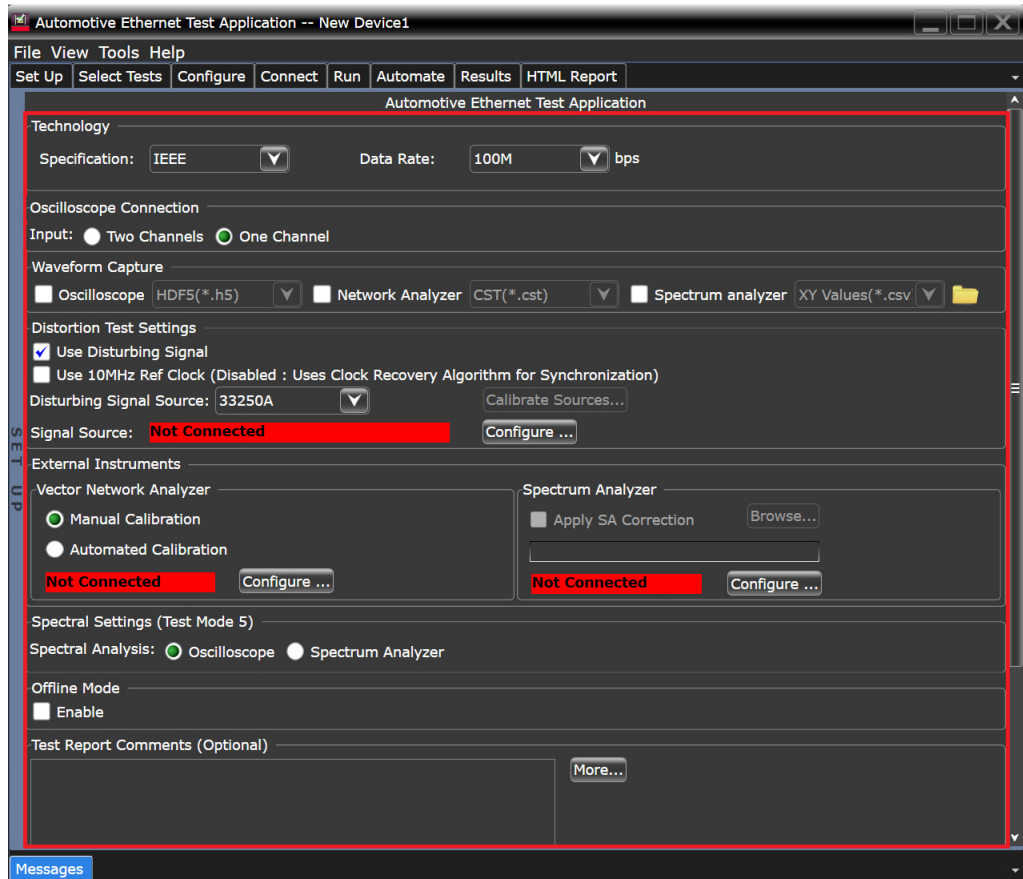 Automotive Ethernet Test Application -- New Device1
File View Tools Help
Set Up Select Tests Configure Connect Run Automate Results HTML Report
Automotive Ethernet Test Application
Technology
Specification: IEEE Data Rate: 100M bps
Oscilloscope Connection
Input: Two Channels One Channel
Waveform Capture
Oscilloscope HDF5(*.h5) Network Analyzer CST(*.cst) Spectrum analyzer XY Values(*.csv
Distortion Test Settings
Use Disturbing Signal
Use 10MHz Ref Clock (Disabled : Uses Clock Recovery Algorithm for Synchronization)
Disturbing Signal Source: 33250A Calibrate Sources...
Signal Source: Not Connected Configure ...
SET UP
External Instruments
Vector Network Analyzer Spectrum Analyzer
Manual Calibration Apply SA Correction Browse...
Automated Calibration
Not Connected Configure ... Not Connected Configure ...
Spectral Settings (Test Mode 5)
Spectral Analysis: Oscilloscope Spectrum Analyzer
Offline Mode
Enable
Test Report Comments (Optional)
More...
Messages